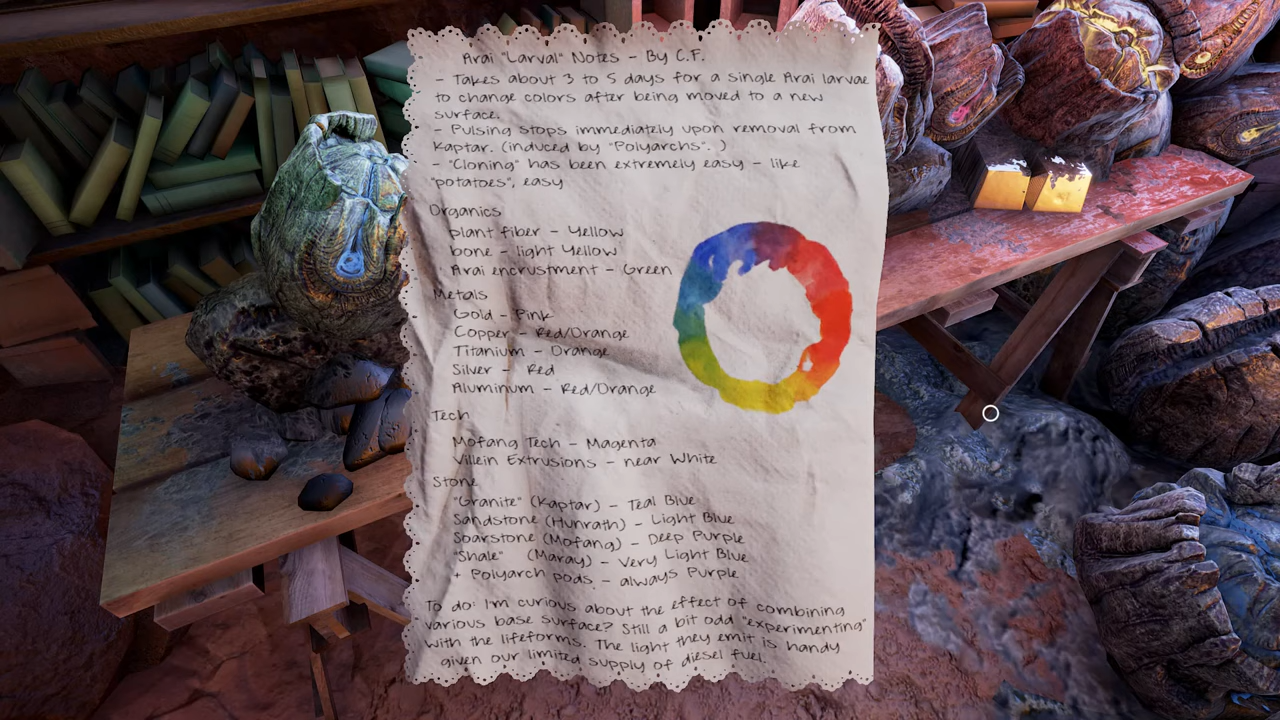 Arai "Larval" Notes - By C.F.
- Takes about 3 to 5 days for a single Arai larvae
to change colors after being moved to a new
surface.
- Pulsing stops immediately upon removal from
Kaptar. (induced by "Polyarchs". )
- "Cloning" has been extremely easy - like
"potatoes", easy
Organics
plant fiber - Yellow
bone - light Yellow
Arai encrustment - Green
Metals
Gold - Pink
Copper - Red/Orange
Titanium - Orange
Silver - Red
Aluminum - Red/Orange
Tech
Mofang Tech - Magenta
Villein Extrusions - near White
Stone
"Granite" (Kaptar) - Teal Blue
Sandstone (Hunrath) - Light Blue
Soarstone (Mofang) - Deep Purple
"Shale" (Maray) - Very Light Blue
+ Polyarch pods - always Purple
To do: I'm curious about the effect of combining
various base surface? Still a bit odd "experimenting"
with the lifeforms. The light they emit is handy
given our limited supply of diesel fuel.